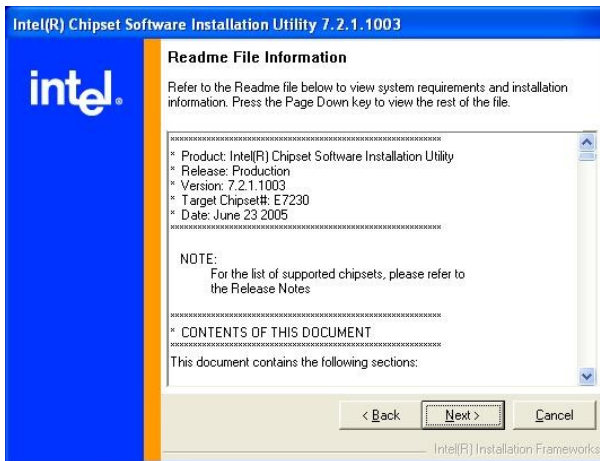 Intel(R) Chipset Software Installation Utility 7.2.1.1003
intel.
Readme File Information
Refer to the Readme file below to view system requirements and installation
information. Press the Page Down key to view the rest of the file.
************************************************************
* Product: Intel(R) Chipset Software Installation Utility
* Release: Production
* Version: 7.2.1.1003
* Target Chipset#: E7230
* Date: June 23 2005
************************************************************
NOTE:
For the list of supported chipsets, please refer to
the Release Notes
************************************************************
* CONTENTS OF THIS DOCUMENT
************************************************************
This document contains the following sections:
< Back
Next >
Cancel
Intel(R) Installation Frameworks